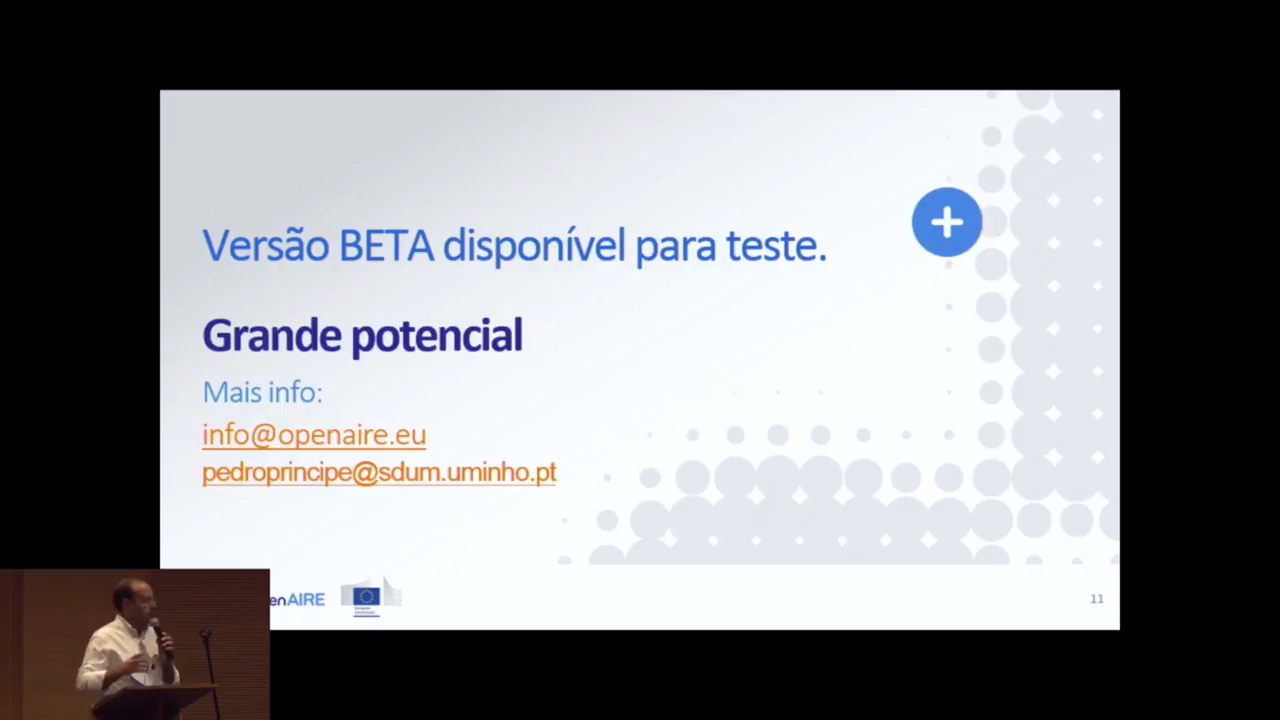 Versão BETA disponível para teste.
Grande potencial
Mais info:
info@openaire.eu
pedroprincipe@sdum.uminho.pt
enAIRE
11